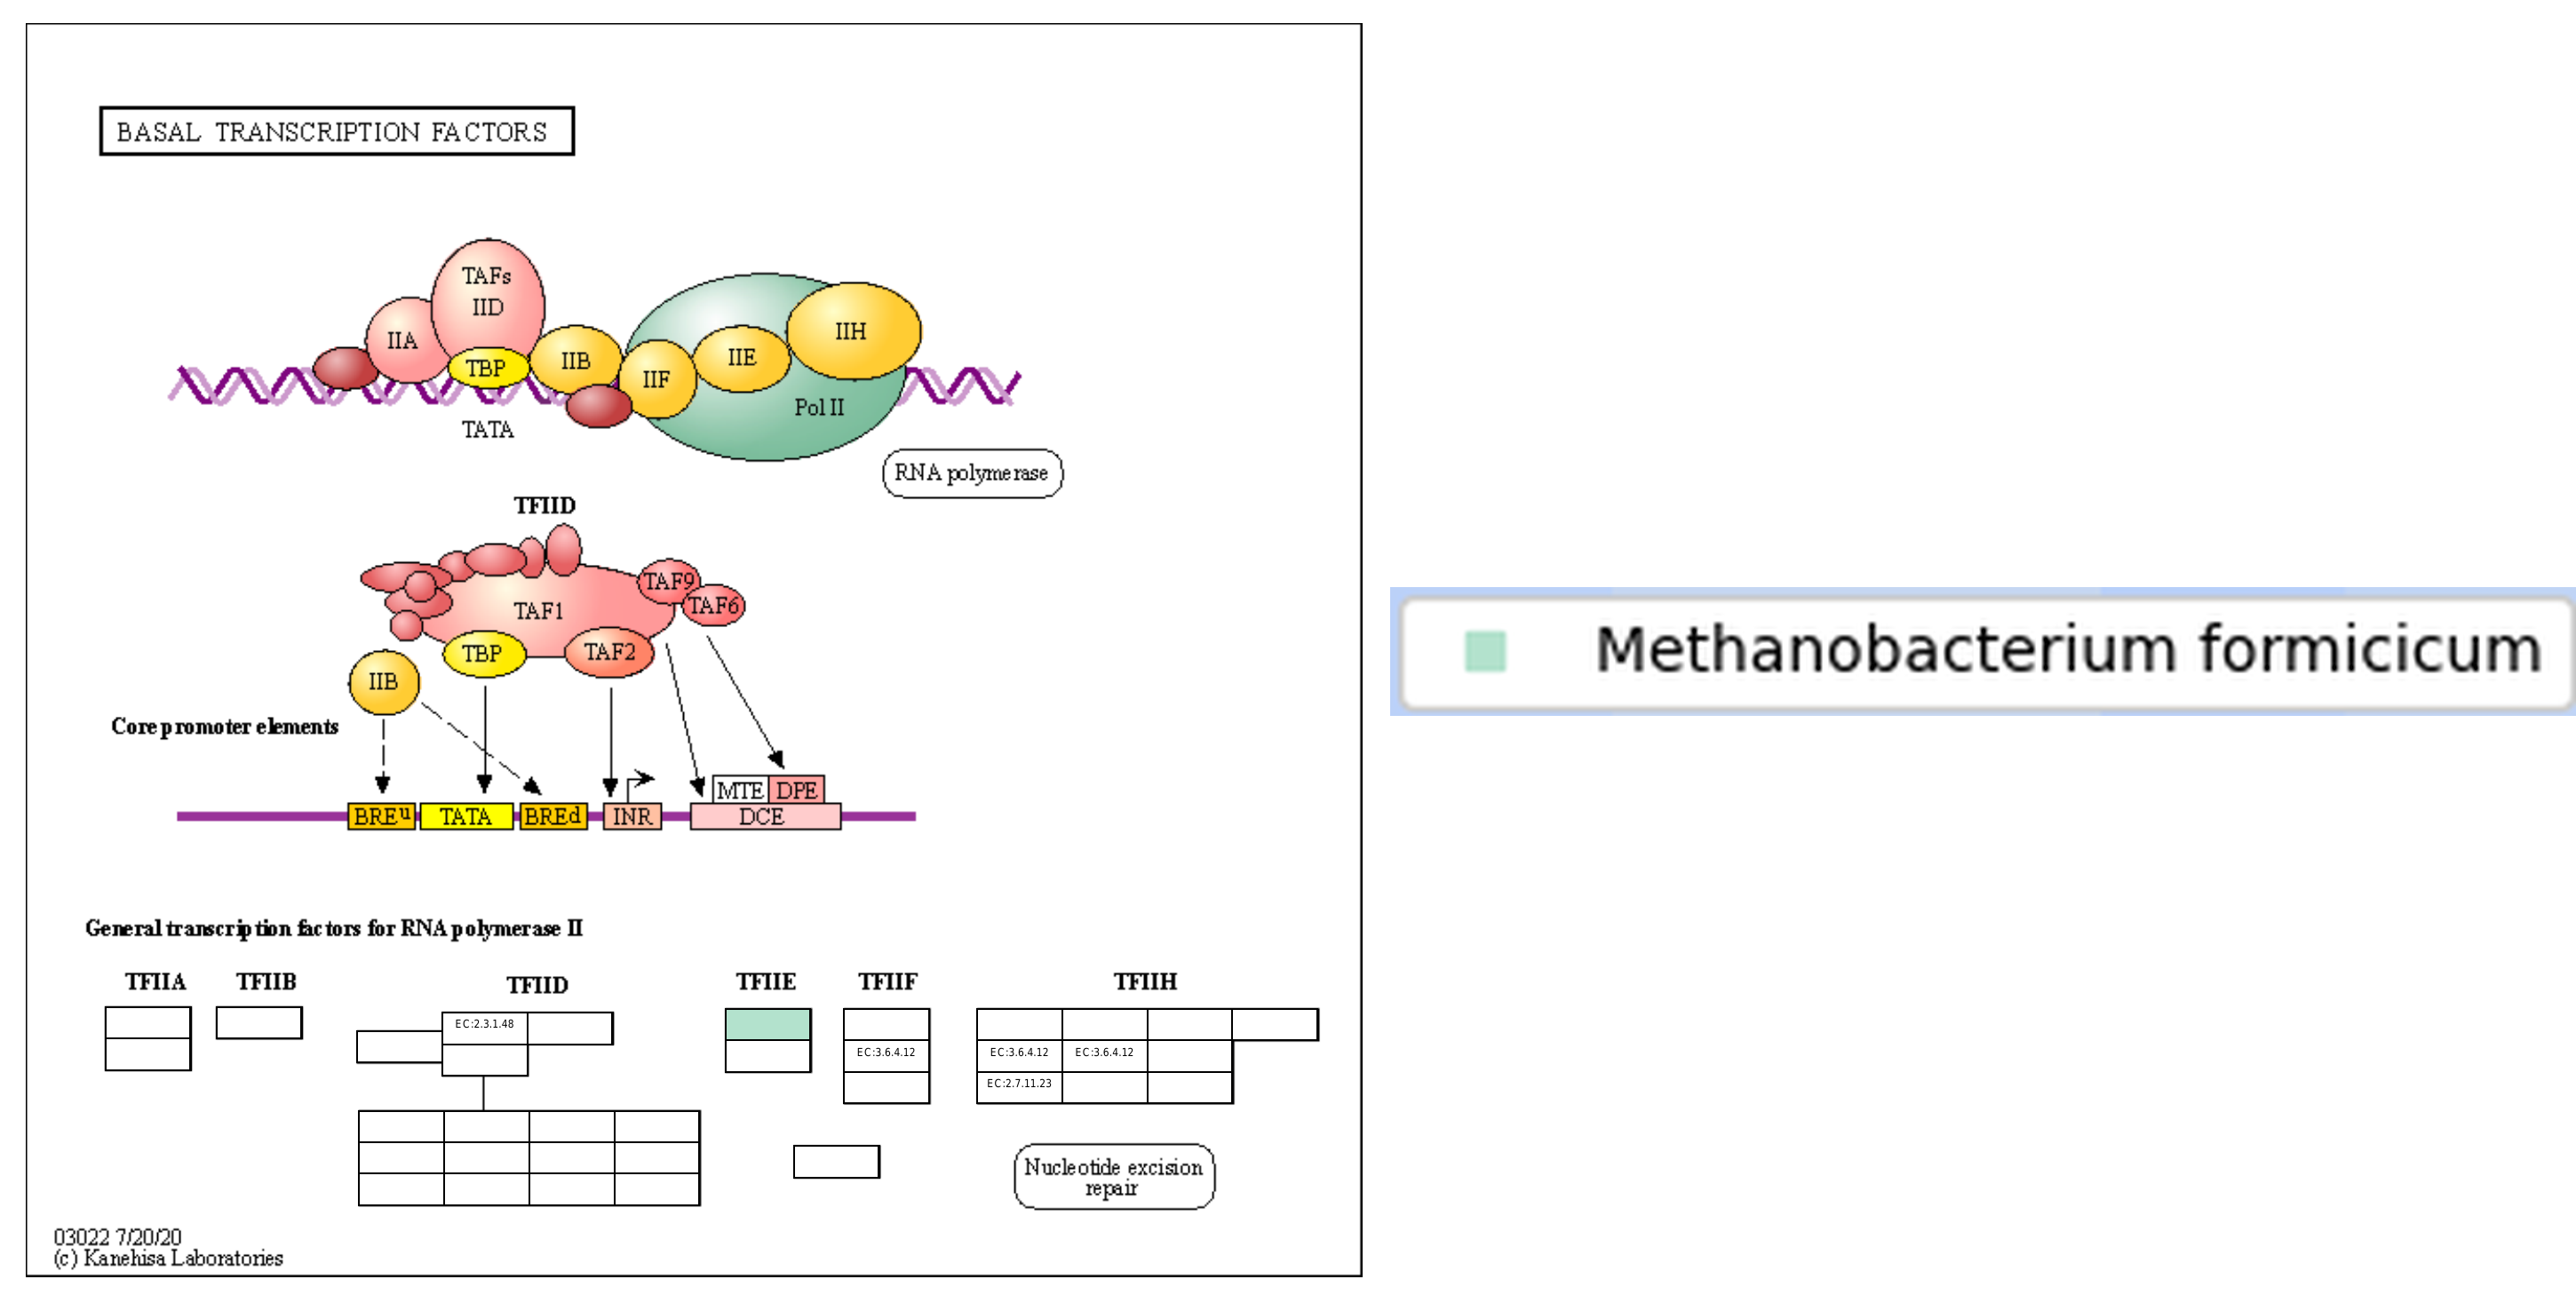 BASAL TRANSCRIPTION FACTORS
TAFs
IID
IIA
TBP
IIB
IIF
IIE
IIH
Pol II
TATA
RNA polymerase
TFIID
TAF1
TAF9
TAF6
TBP
TAF2
IIB
Core promoter elements
MTE DPE
BREu TATA BREd INR DCE
General transcription factors for RNA polymerase II
TFIIA TFIIB TFIID TFIIE TFIIF TFIIH
EC:2.3.1.48
EC:3.6.4.12 EC:3.6.4.12 EC:3.6.4.12
EC:2.7.11.23
Nucleotide excision
repair
03022 7/20/20
(c) Kanehisa Laboratories
Methanobacterium formicicum